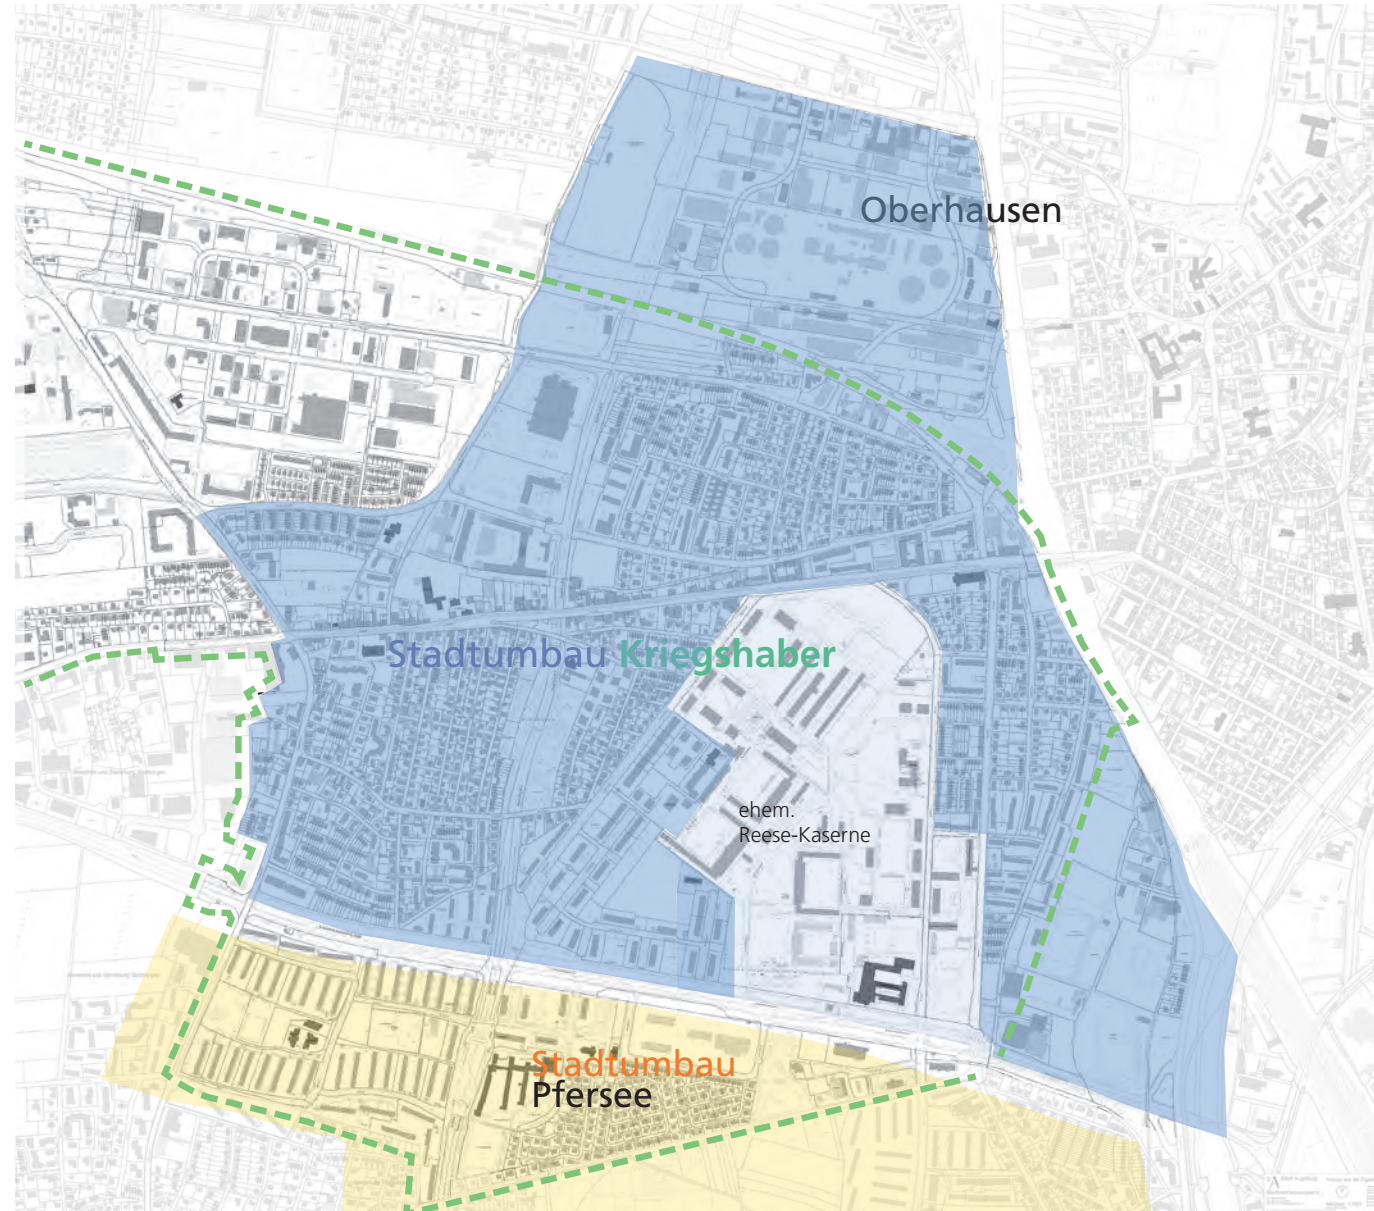 Oberhausen
Stadtumbau Kriegshaber
ehem.
Reese-Kaserne
Stadtumbau
Pfersee